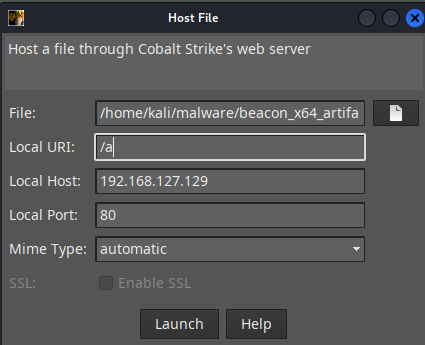 Host File
Host a file through Cobalt Strike's web server
File: /home/kali/malware/beacon_x64_artifa
Local URI: /a
Local Host: 192.168.127.129
Local Port: 80
Mime Type: automatic
SSL: Enable SSL
Launch Help